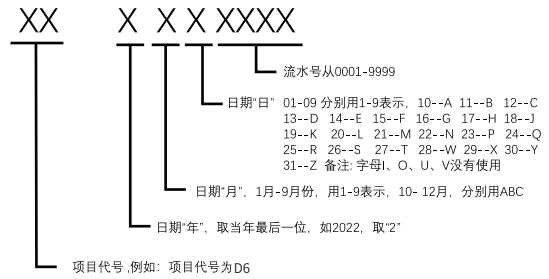 XX X X X XXXX
流水号从0001-9999
日期“日” 01-09 分别用1-9表示，10--A 11--B 12--C
13--D 14--E 15--F 16--G 17--H 18--J
19--K 20--L 21--M 22--N 23--P 24--Q
25--R 26--S 27--T 28--W 29--X 30--Y
31--Z 备注: 字母I、O、U、V没有使用
日期“月”，1月-9月份，用1-9表示，10- 12月，分别用ABC
日期“年”，取当年最后一位，如2022，取“2”
项目代号 ,例如：项目代号为D6